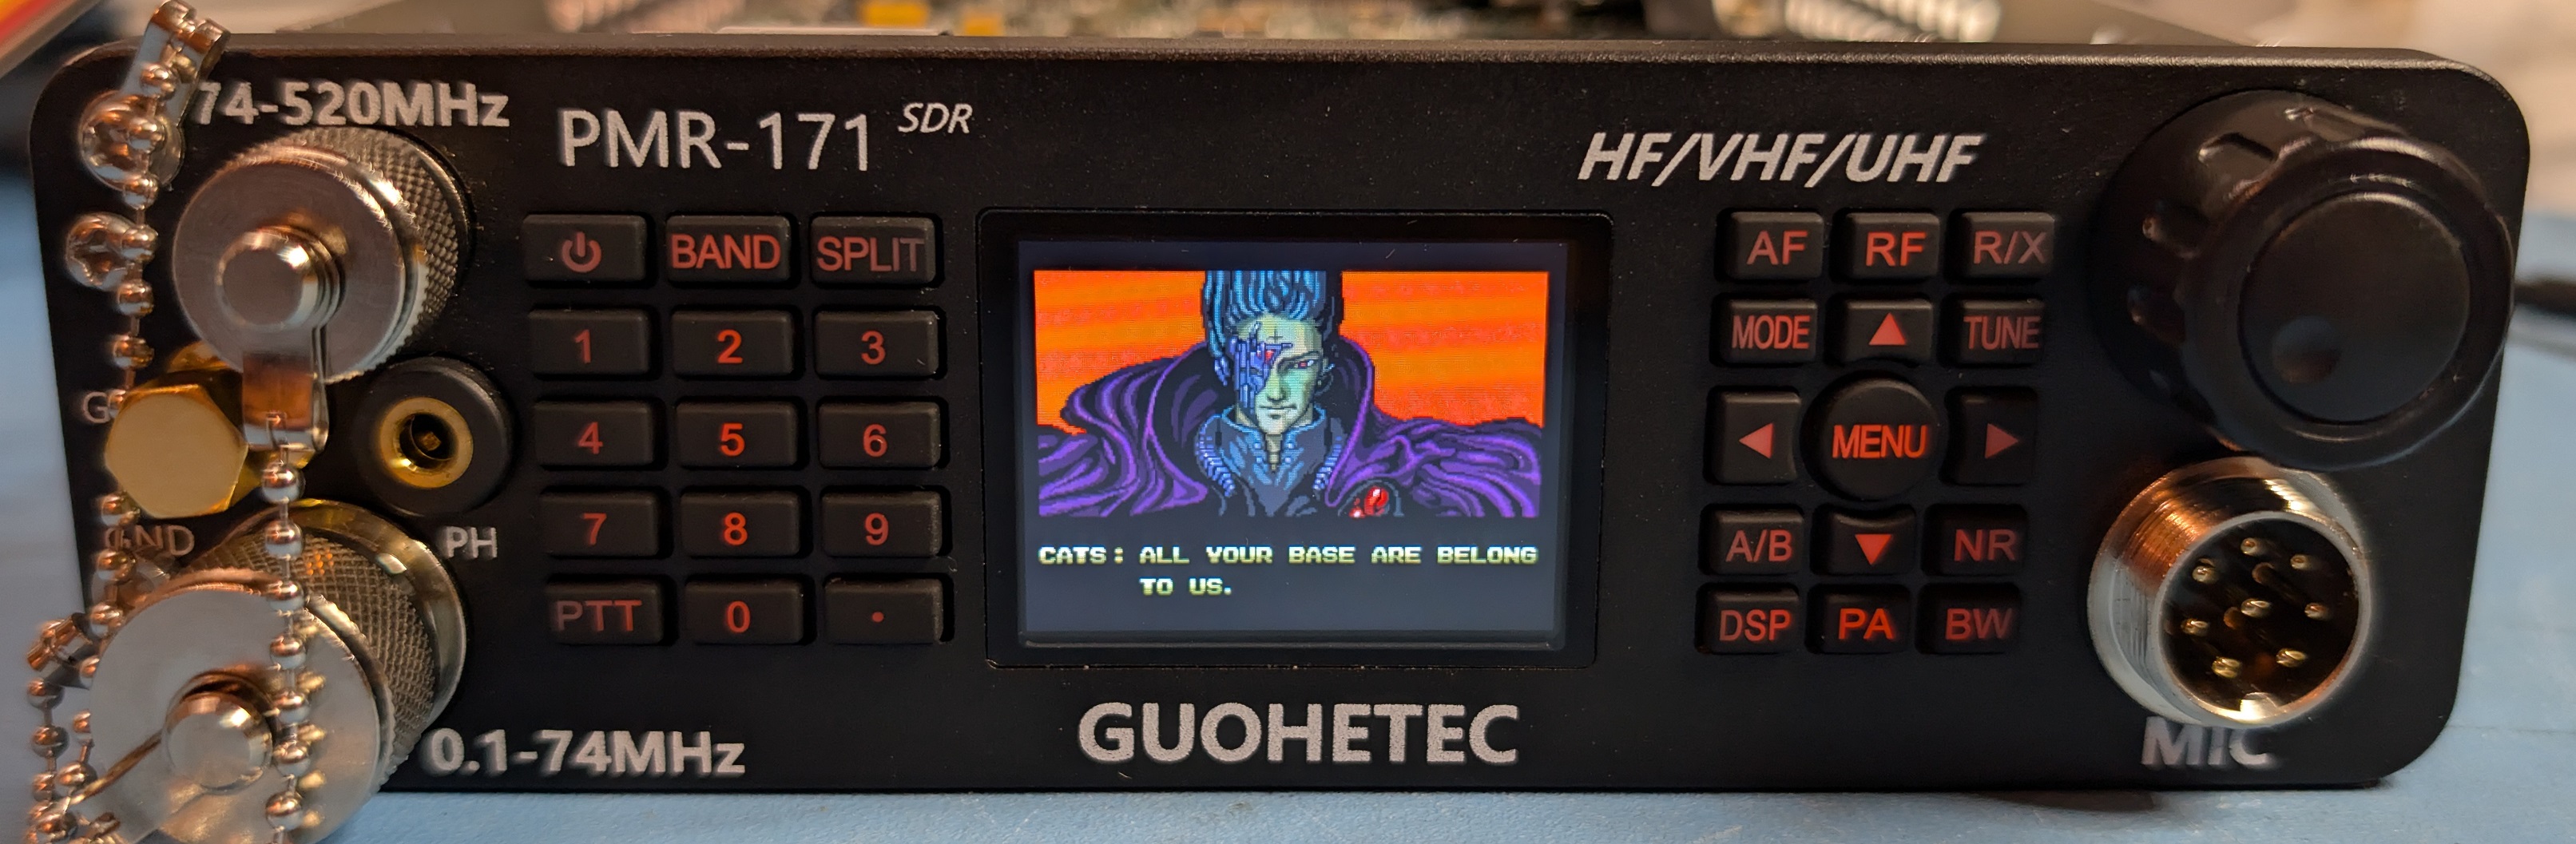 74-520MHz
PMR-171 SDR
HF/VHF/UHF
BAND SPLIT
1 2 3
4 5 6
7 8 9
PTT 0 .
GND
PH
0.1-74MHz
CATS: ALL YOUR BASE ARE BELONG
TO US.
GUOHETEC
AF RF R/X
MODE ▲ TUNE
◀ MENU ▶
A/B ▼ NR
DSP PA BW
MIC